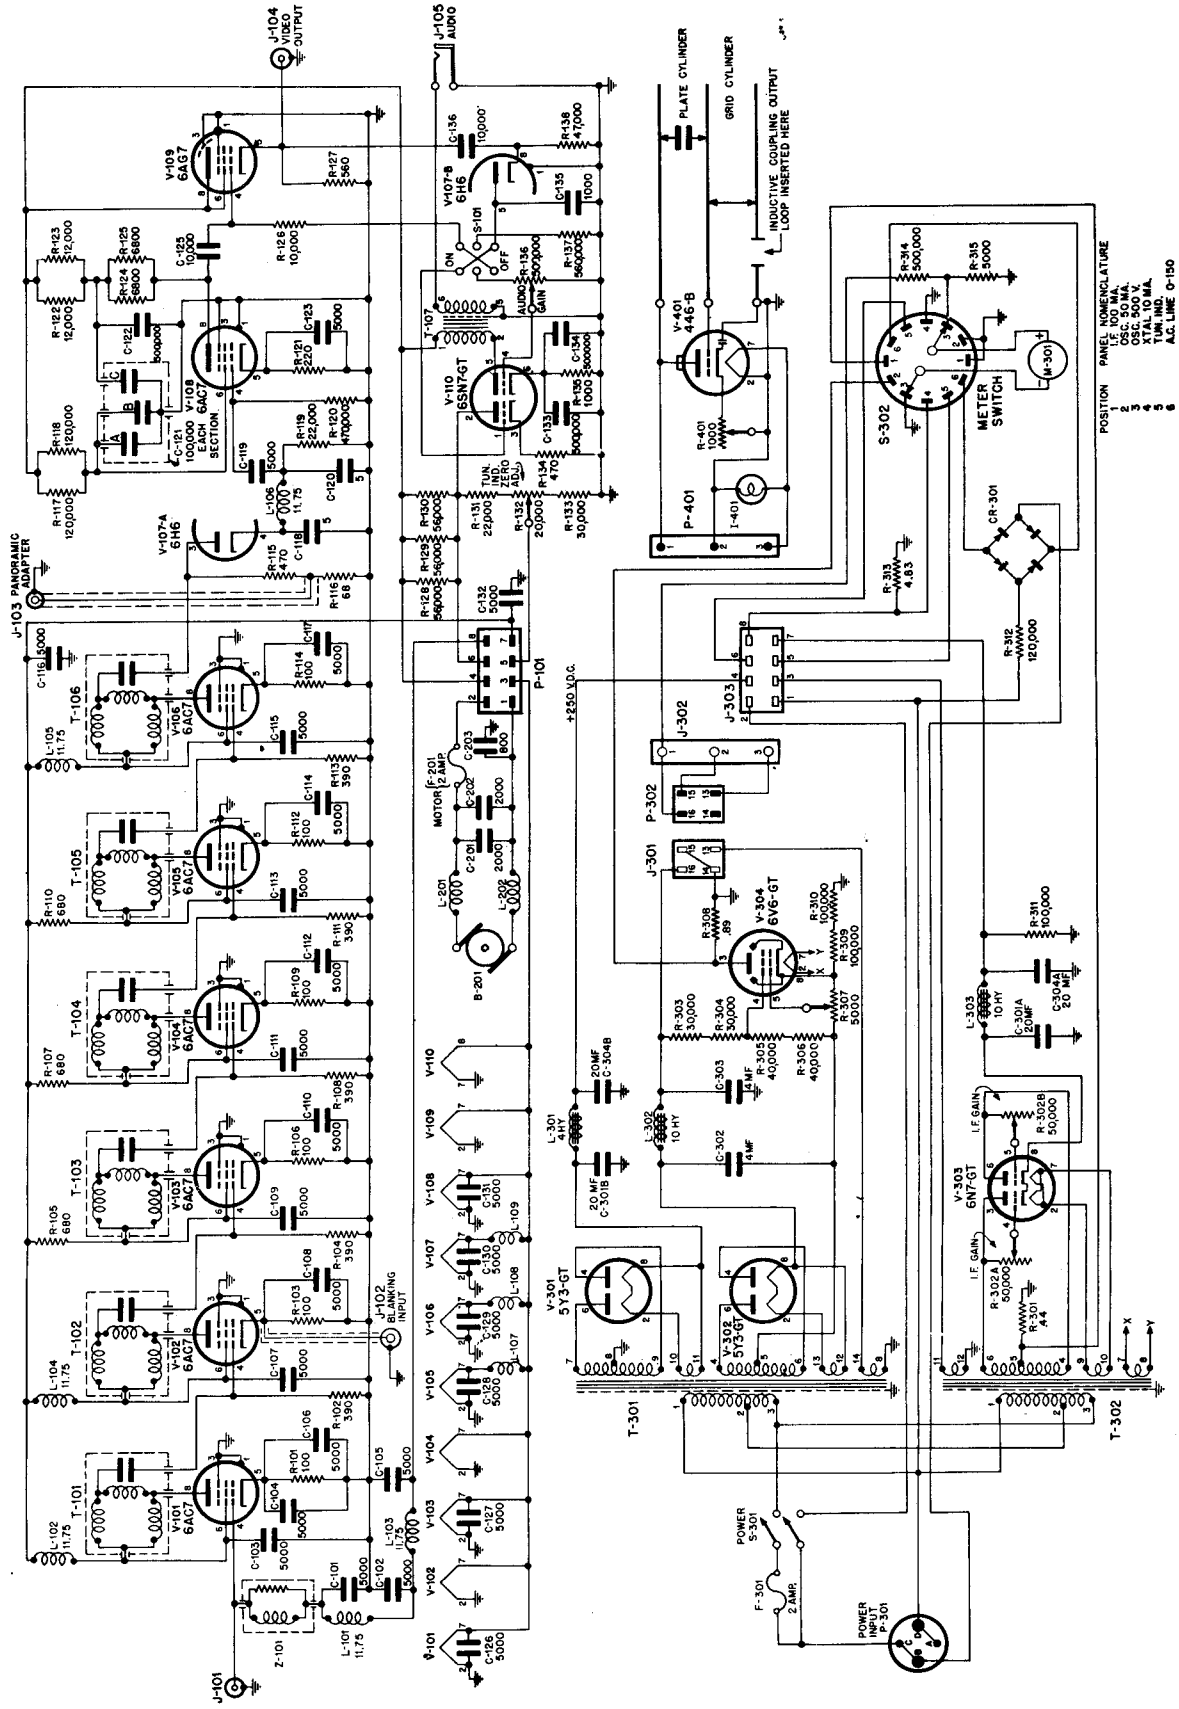 J-101
Z-101
L-101
11.75
C-101
5000
C-102
5000
L-103
11.75
C-105
5000
L-102
11.75
T-101
V-101
6AC7
C-103
5000
C-104
5000
R-101
100
C-106
5000
R-102
390
L-104
11.75
T-102
V-102
6AC7
C-107
5000
R-103
100
C-108
5000
R-104
390
J-102
BLANKING
INPUT
R-105
680
T-103
V-103
6AC7
C-109
5000
R-106
100
C-110
5000
R-108
390
R-107
680
T-104
V-104
6AC7
C-111
5000
R-109
100
C-112
5000
R-111
390
R-110
680
T-105
V-105
6AC7
C-113
5000
R-112
100
C-114
5000
R-113
390
L-105
11.75
T-106
V-106
6AC7
C-115
5000
R-114
100
C-117
5000
C-116
5000
J-103
PANORAMIC
ADAPTER
V-107-A
6H6
R-115
470
R-116
68
C-118
5
L-106
11.75
C-119
5000
C-120
5
R-119
22,000
R-120
470,000
R-117
120,000
R-118
120,000
A
B
C
C-121
100,000
EACH
SECTION
V-108
6AC7
C-122
500,000
R-121
220
C-123
5000
R-122
12,000
R-123
12,000
R-124
6800
R-125
6800
C-125
10,000
R-126
10,000
V-109
6AG7
R-127
560
J-104
VIDEO
OUTPUT
J-105
AUDIO
C-136
10,000
R-138
47,000
V-107-B
6H6
C-135
1000
S-101
ON
OFF
R-136
500,000
R-137
560,000
AUDIO
GAIN
T-107
V-110
6SN7-GT
C-133
500,000
C-134
500,000
R-135
1000
R-134
470
TUN.
IND.
ZERO
ADJ.
R-128
56,000
R-129
56,000
R-130
56,000
R-131
22,000
R-132
20,000
R-133
30,000
C-132
5000
P-101
MOTOR
F-201
2 AMP.
C-201
2000
C-202
2000
C-203
800
L-201
L-202
B-201
V-101
C-126
5000
V-102
V-103
C-127
5000
V-104
V-105
C-128
5000
L-107
V-106
C-129
5000
L-108
V-107
C-130
5000
L-109
V-108
C-131
5000
V-109
V-110
PLATE CYLINDER
GRID CYLINDER
INDUCTIVE COUPLING OUTPUT
LOOP INSERTED HERE
V-401
446-B
R-401
1000
I-401
P-401
+250 V.D.C.
J-302
J-303
P-302
J-301
R-308
.89
V-304
6V6-GT
R-310
100,000
R-309
100,000
R-307
5000
R-303
30,000
R-304
30,000
R-305
40,000
R-306
40,000
L-301
4 HY
20MF
C-304B
20 MF
C-301B
L-302
10 HY
C-303
4 MF
C-302
4 MF
V-301
5Y3-GT
V-302
5Y3-GT
T-301
T-302
POWER
S-301
F-301
2 AMP.
POWER
INPUT
P-301
I.F. GAIN
R-302A
50,000
R-301
.44
X
Y
V-303
6N7-GT
I.F. GAIN
R-302B
50,000
L-303
10 HY
C-301A
20MF
C-304A
20 MF
R-311
100,000
R-312
120,000
R-313
4.83
CR-301
S-302
METER
SWITCH
M-301
R-314
500,000
R-315
5000
POSITION PANEL NOMENCLATURE
1 I.F. 100 MA.
2 OSC. 50 MA.
3 OSC. 500 V.
4 XTAL 10 MA.
5 TUN. IND.
6 A.C. LINE 0-150